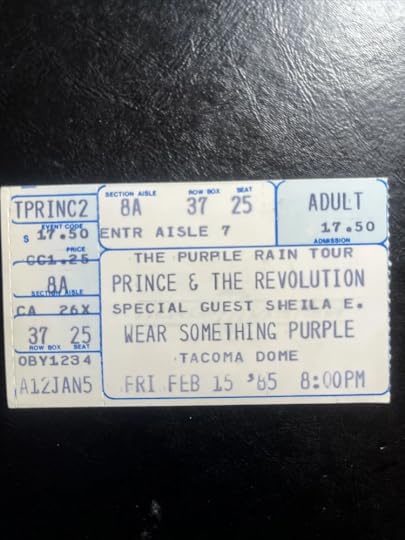 TPRINC2
EVENT CODE
$ 17.50
PRICE
CC1.25
8A
SECTION AISLE
CA 26X
37 25
ROW BOX SEAT
OBY1234
A12JAN5
SECTION AISLE ROW BOX SEAT
8A 37 25
ENTR AISLE 7
ADULT
17.50
ADMISSION
THE PURPLE RAIN TOUR
PRINCE & THE REVOLUTION
SPECIAL GUEST SHEILA E.
WEAR SOMETHING PURPLE
TACOMA DOME
FRI FEB 15 '85 8:00PM